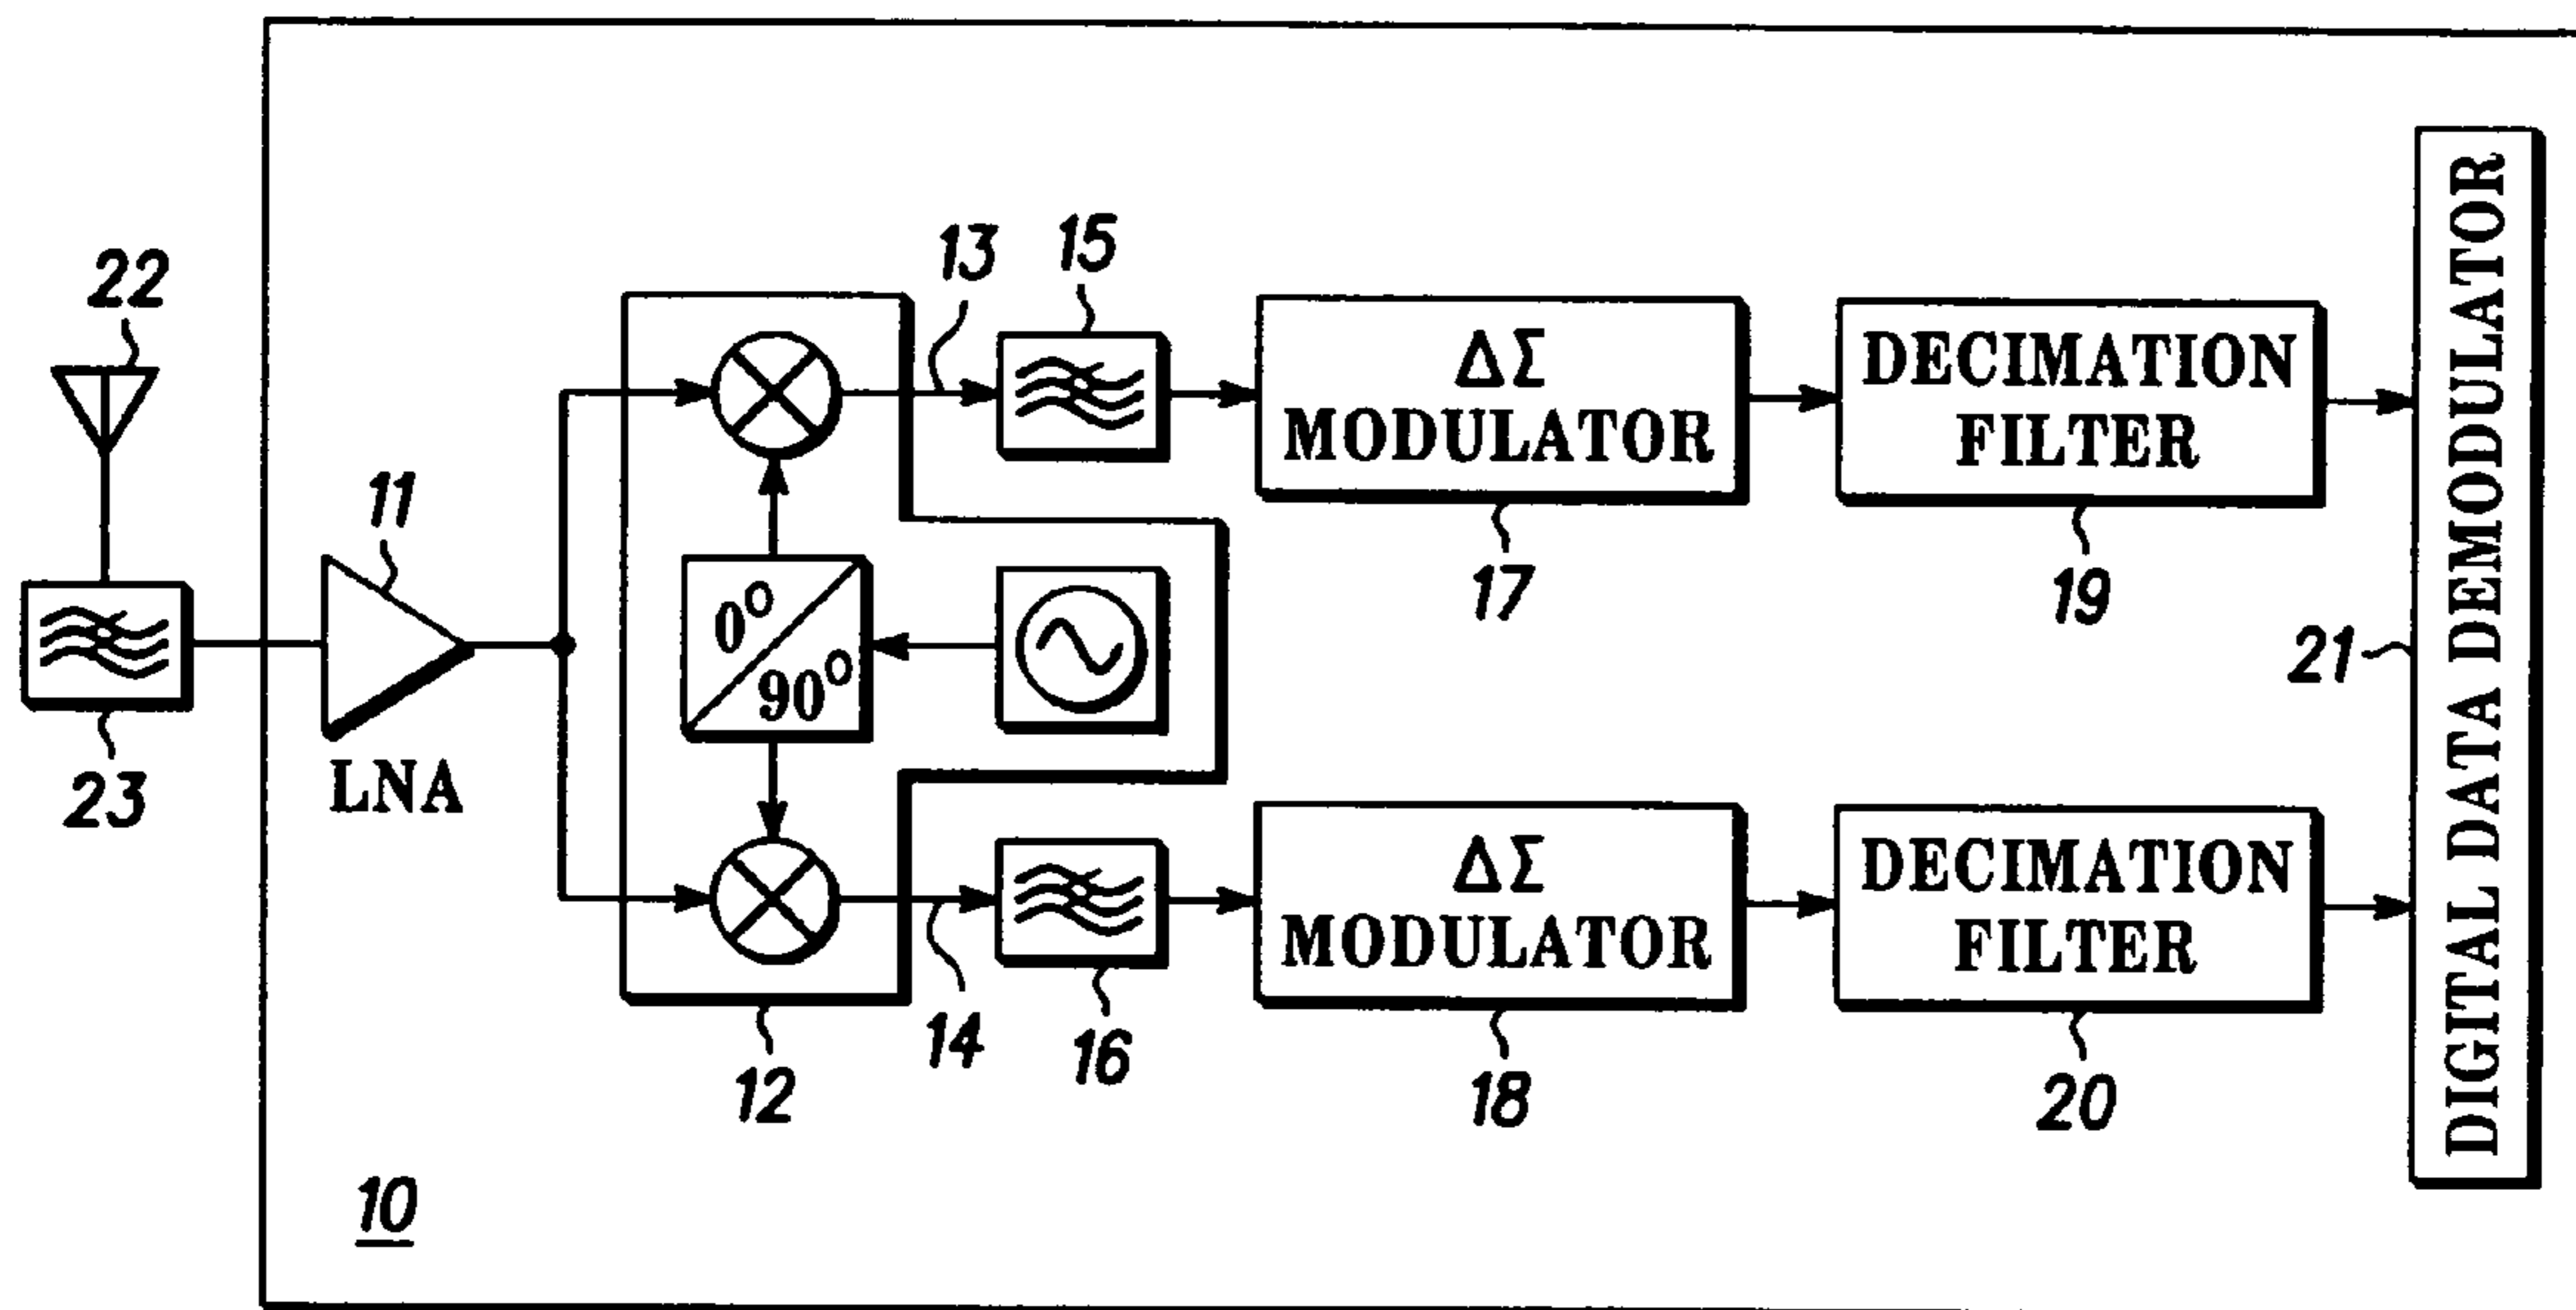 22
23
11
LNA
10
12
0°
90°
13
14
15
16
ΔΣ
MODULATOR
17
ΔΣ
MODULATOR
18
DECIMATION
FILTER
19
DECIMATION
FILTER
20
21
DIGITAL DATA DEMODULATOR